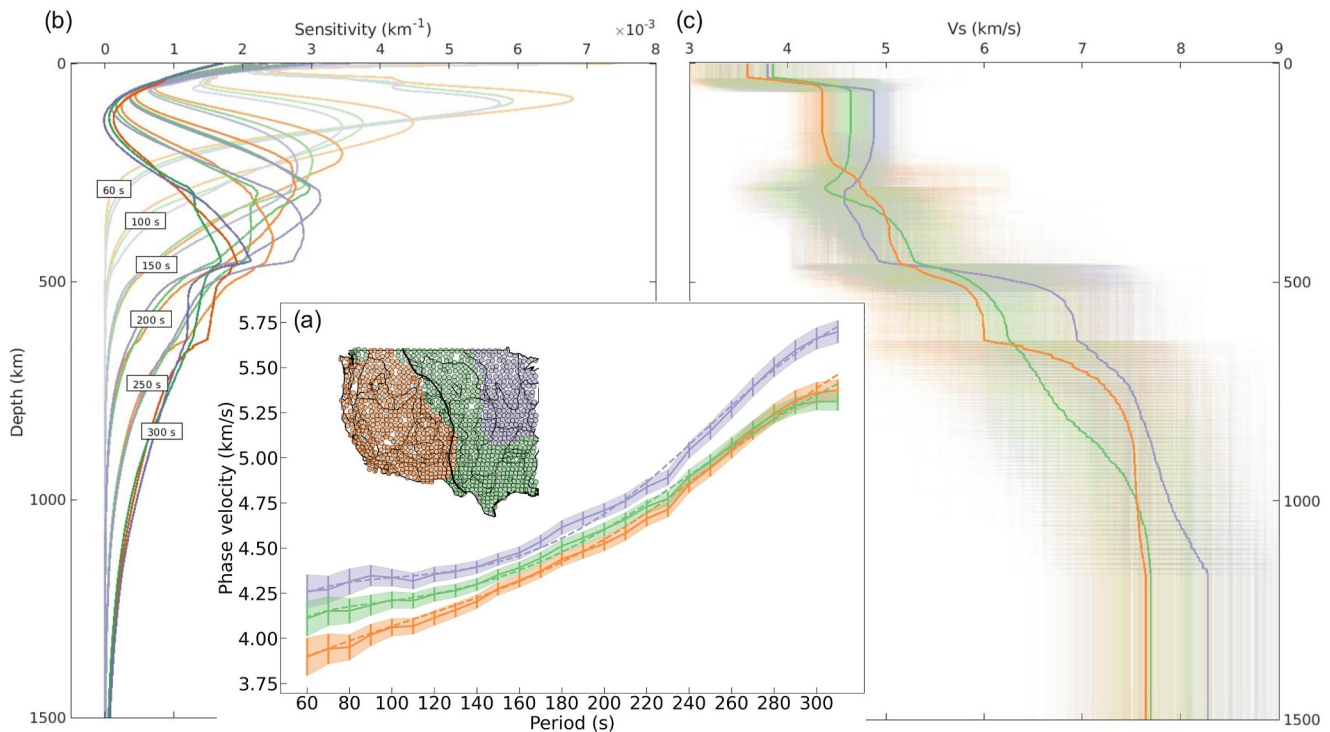 (b)
Sensitivity (km-1)
×10-3
0 1 2 3 4 5 6 7 8
(c)
Vs (km/s)
3 4 5 6 7 8 9
0
500
1000
1500
Depth (km)
60 s
100 s
150 s
200 s
250 s
300 s
(a)
5.75
5.50
5.25
5.00
4.75
4.50
4.25
4.00
3.75
Phase velocity (km/s)
60 80 100 120 140 160 180 200 220 240 260 280 300
Period (s)
0
500
1000
1500